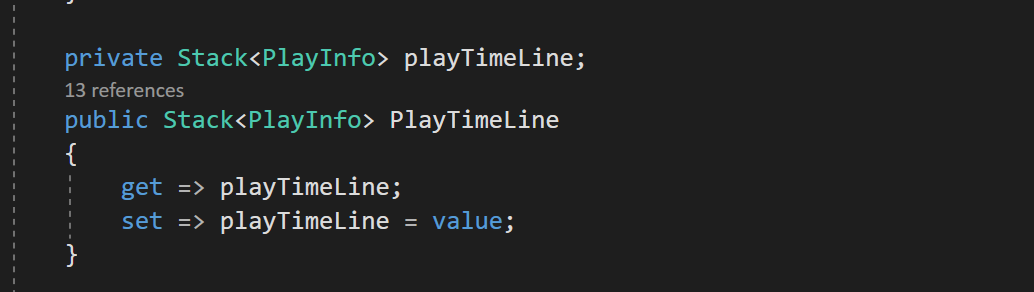 }
private Stack<PlayInfo> playTimeLine;
13 references
public Stack<PlayInfo> PlayTimeLine
{
get => playTimeLine;
set => playTimeLine = value;
}